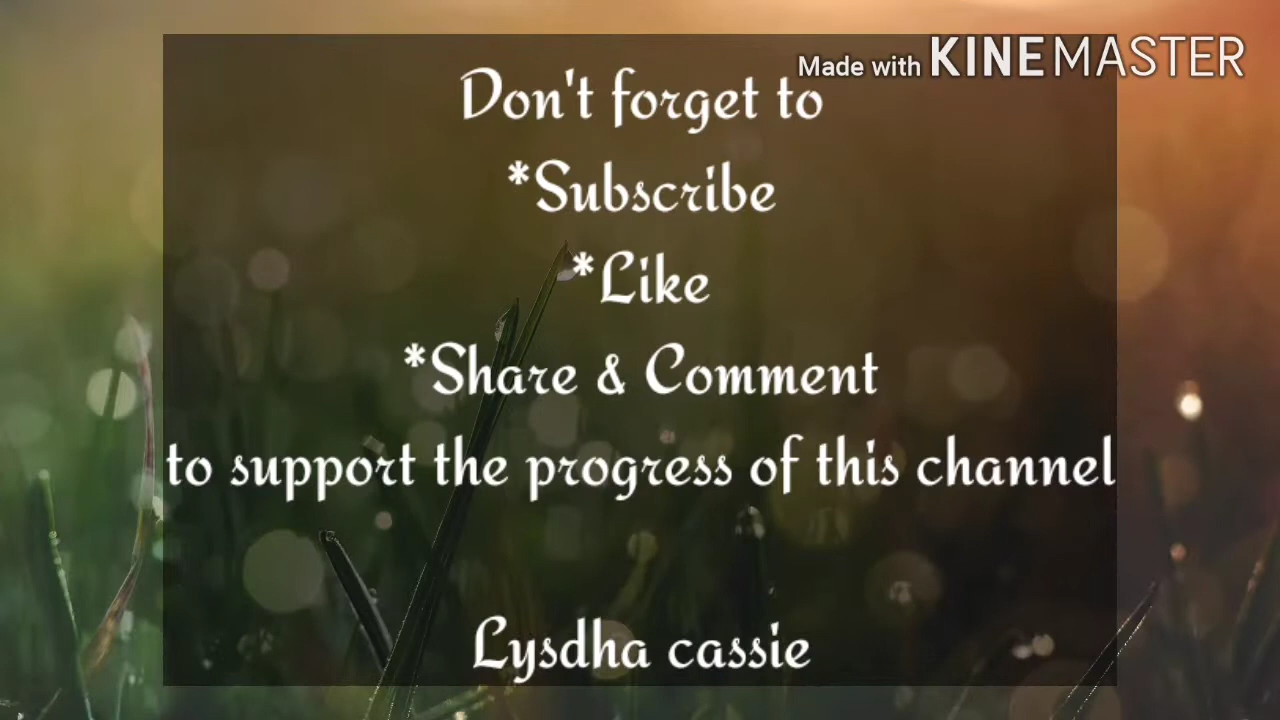 Made with KINEMASTER
Don't forget to
*Subscribe
*Like
*Share & Comment
to support the progress of this channel
Lysdha cassie